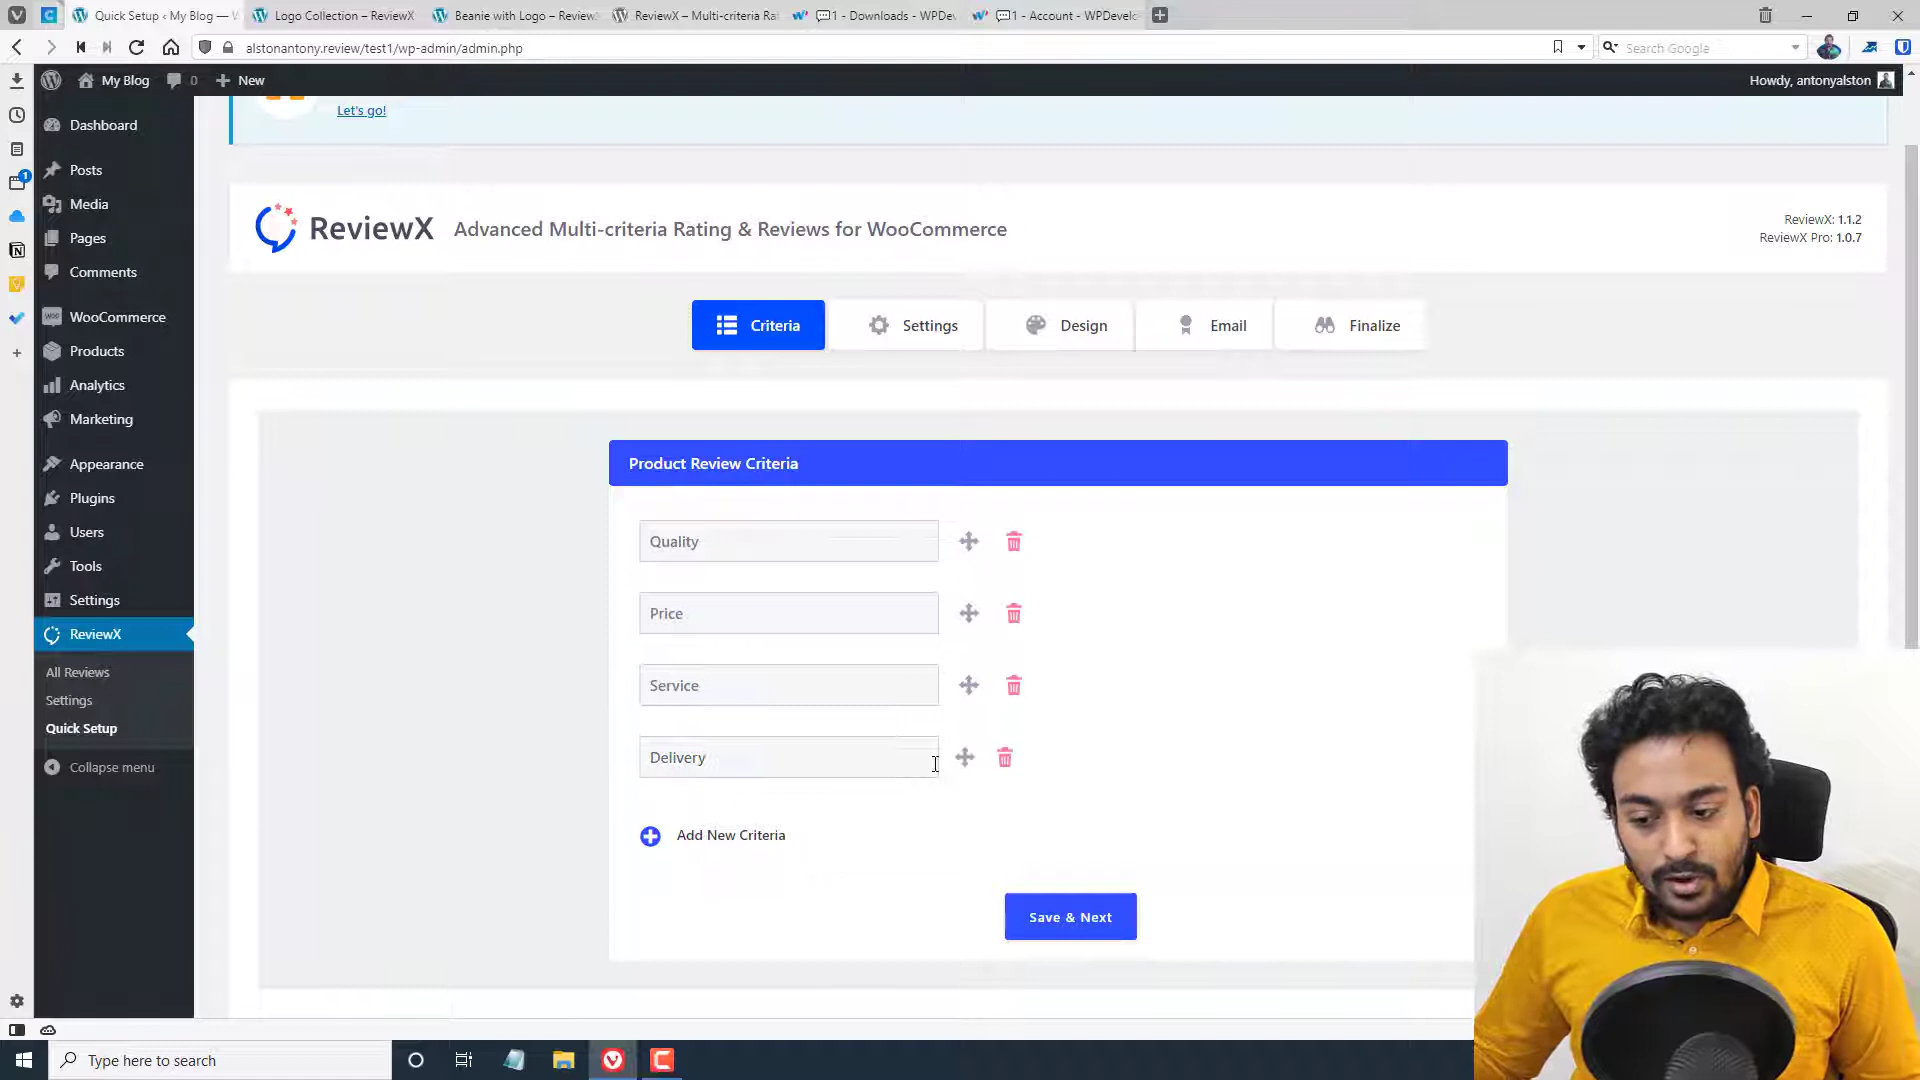 Quick Setup ‹ My Blog — W
Logo Collection – ReviewX
Beanie with Logo – Review
ReviewX – Multi-criteria Ra
1 - Downloads - WPDev
1 - Account - WPDevelo
alstonantony.review/test1/wp-admin/admin.php
Search Google
My Blog
0
New
Howdy, antonyalston
1
Let's go!
Dashboard
Posts
Media
Pages
Comments
WooCommerce
Products
Analytics
Marketing
Appearance
Plugins
Users
Tools
Settings
ReviewX
All Reviews
Settings
Quick Setup
Collapse menu
ReviewX
Advanced Multi-criteria Rating & Reviews for WooCommerce
ReviewX: 1.1.2
ReviewX Pro: 1.0.7
Criteria
Settings
Design
Email
Finalize
Product Review Criteria
Quality
Price
Service
Delivery
Add New Criteria
Save & Next
Type here to search